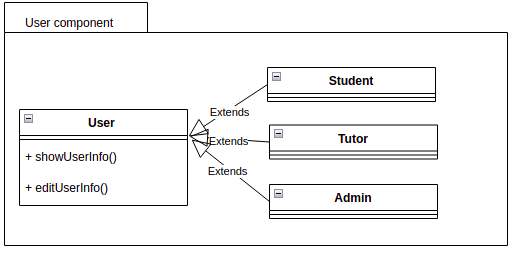 User component
Student
Extends
User
Extends
Tutor
+ showUserInfo()
Extends
+ editUserInfo()
Admin